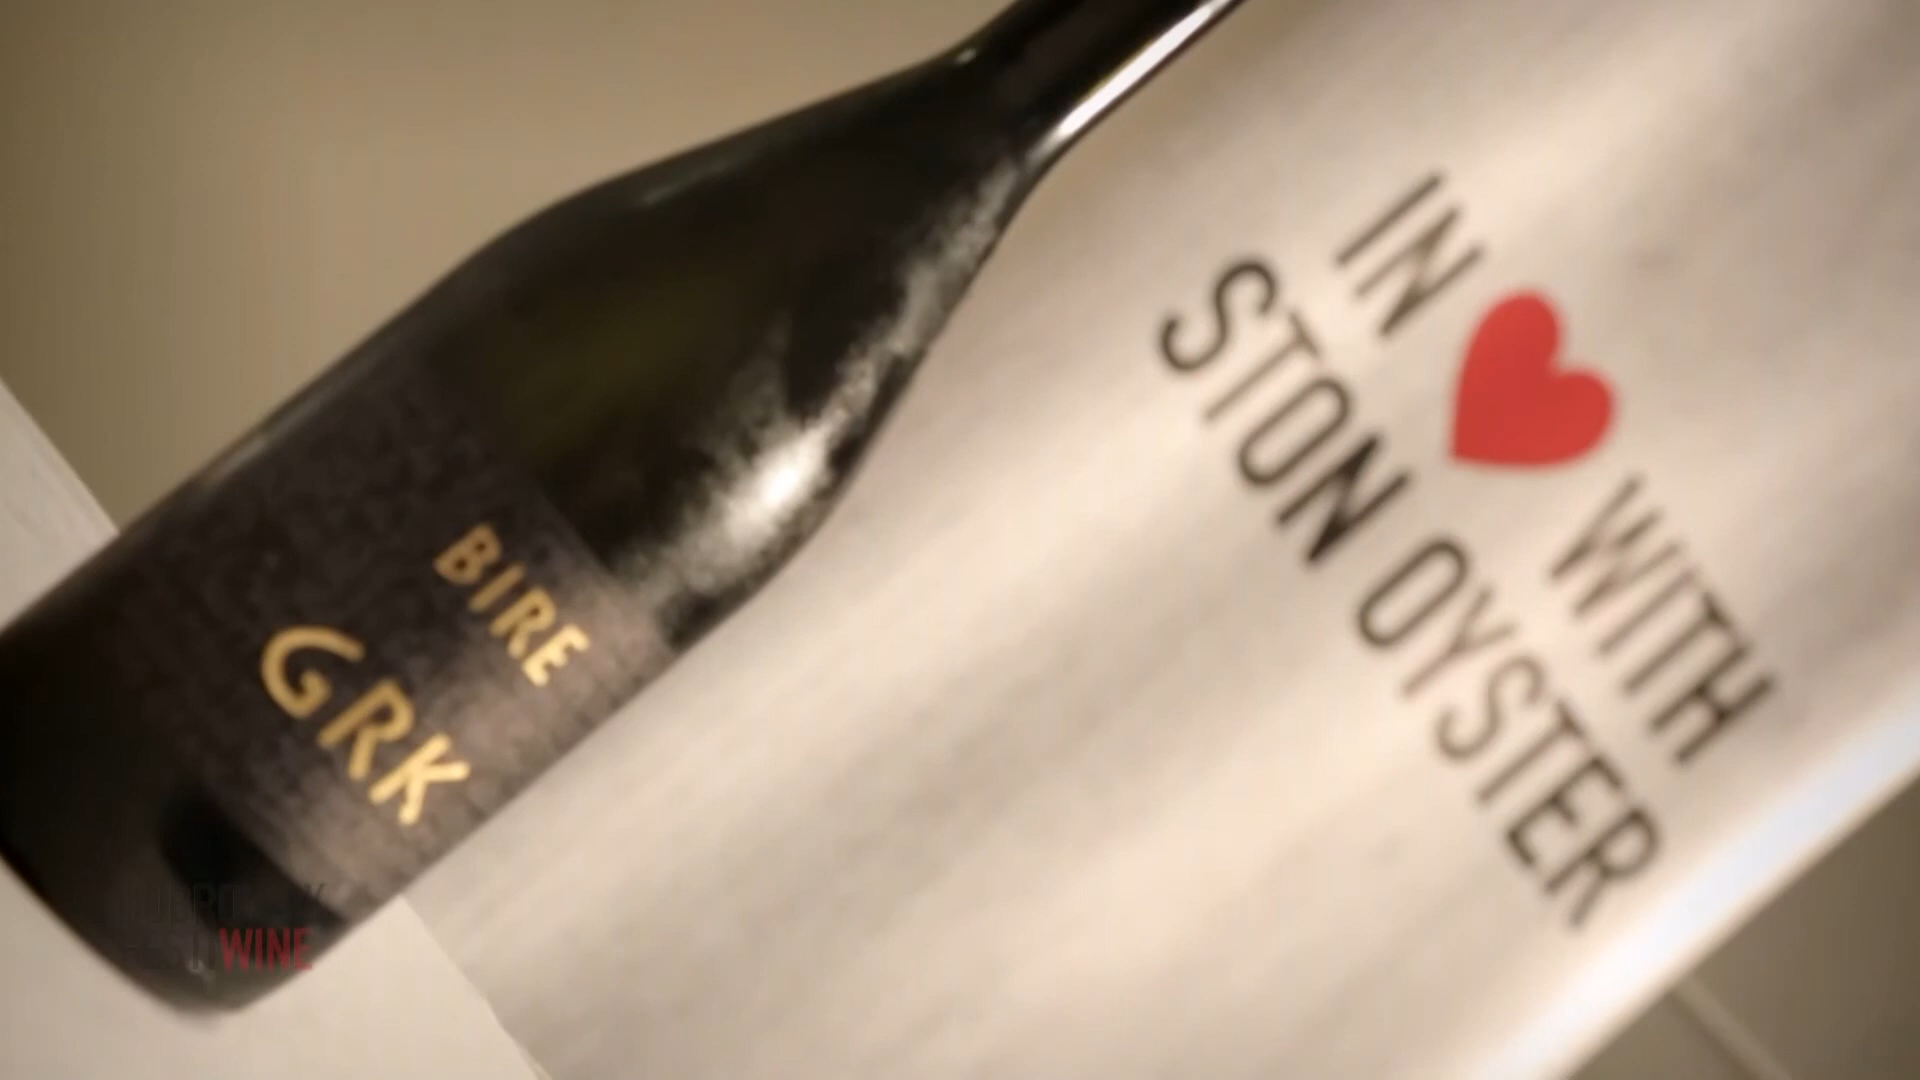 BIRE
GRK
IN ❤ WITH
STON OYSTER
WINE